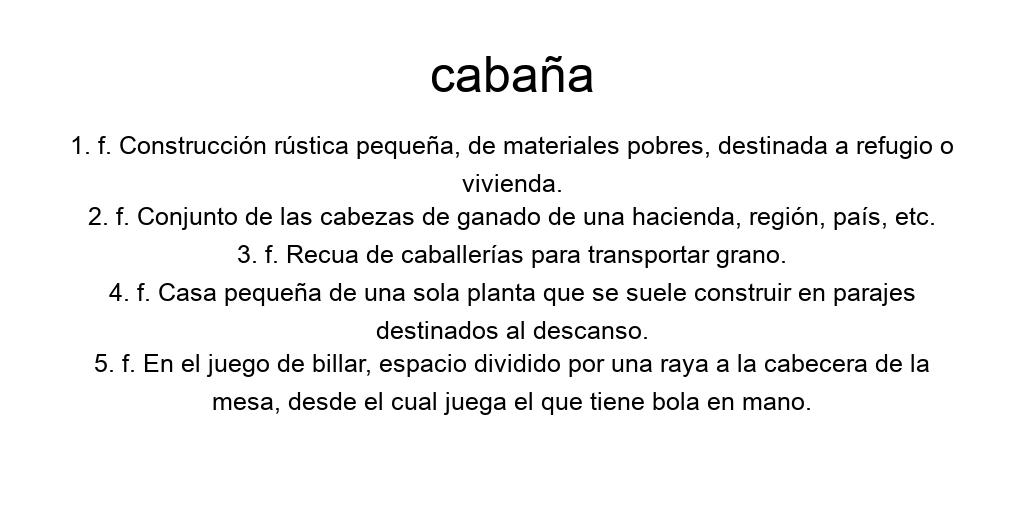 cabaña
1. f. Construcción rústica pequeña, de materiales pobres, destinada a refugio o
vivienda.
2. f. Conjunto de las cabezas de ganado de una hacienda, región, país, etc.
3. f. Recua de caballerías para transportar grano.
4. f. Casa pequeña de una sola planta que se suele construir en parajes
destinados al descanso.
5. f. En el juego de billar, espacio dividido por una raya a la cabecera de la
mesa, desde el cual juega el que tiene bola en mano.